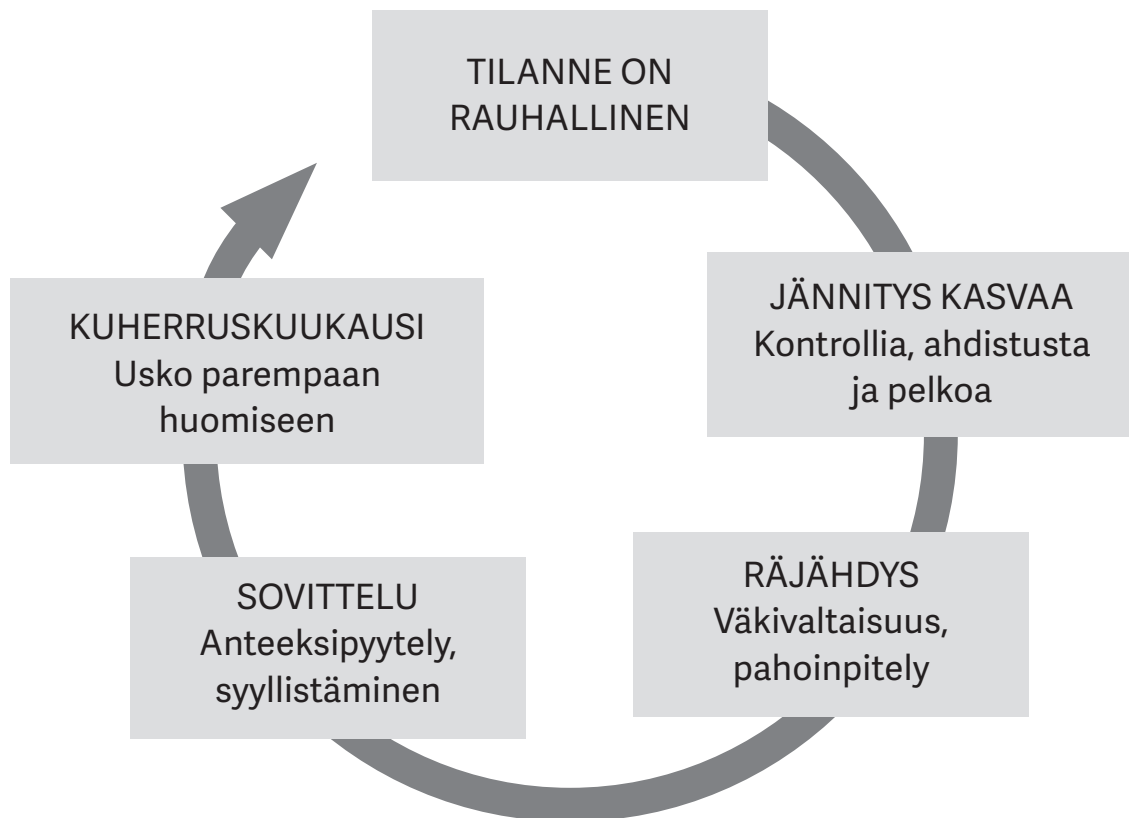 TILANNE ON
RAUHALLINEN
JÄNNITYS KASVAA
Kontrollia, ahdistusta
ja pelkoa
RÄJÄHDYS
Väkivaltaisuus,
pahoinpitely
SOVITTELU
Anteeksipyytely,
syyllistäminen
KUHERRUSKUUKAUSI
Usko parempaan
huomiseen